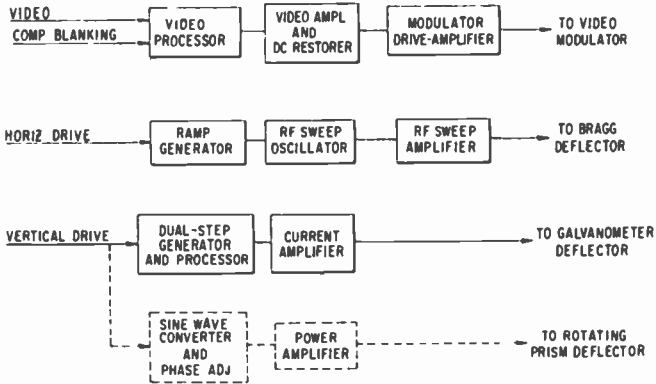 VIDEO
COMP BLANKING
VIDEO
PROCESSOR
VIDEO AMPL
AND
DC RESTORER
MODULATOR
DRIVE-AMPLIFIER
TO VIDEO
MODULATOR
HORIZ DRIVE
RAMP
GENERATOR
RF SWEEP
OSCILLATOR
RF SWEEP
AMPLIFIER
TO BRAGG
DEFLECTOR
VERTICAL DRIVE
DUAL-STEP
GENERATOR
AND PROCESSOR
CURRENT
AMPLIFIER
TO GALVANOMETER
DEFLECTOR
SINE WAVE
CONVERTER
AND
PHASE ADJ
POWER
AMPLIFIER
TO ROTATING
PRISM DEFLECTOR